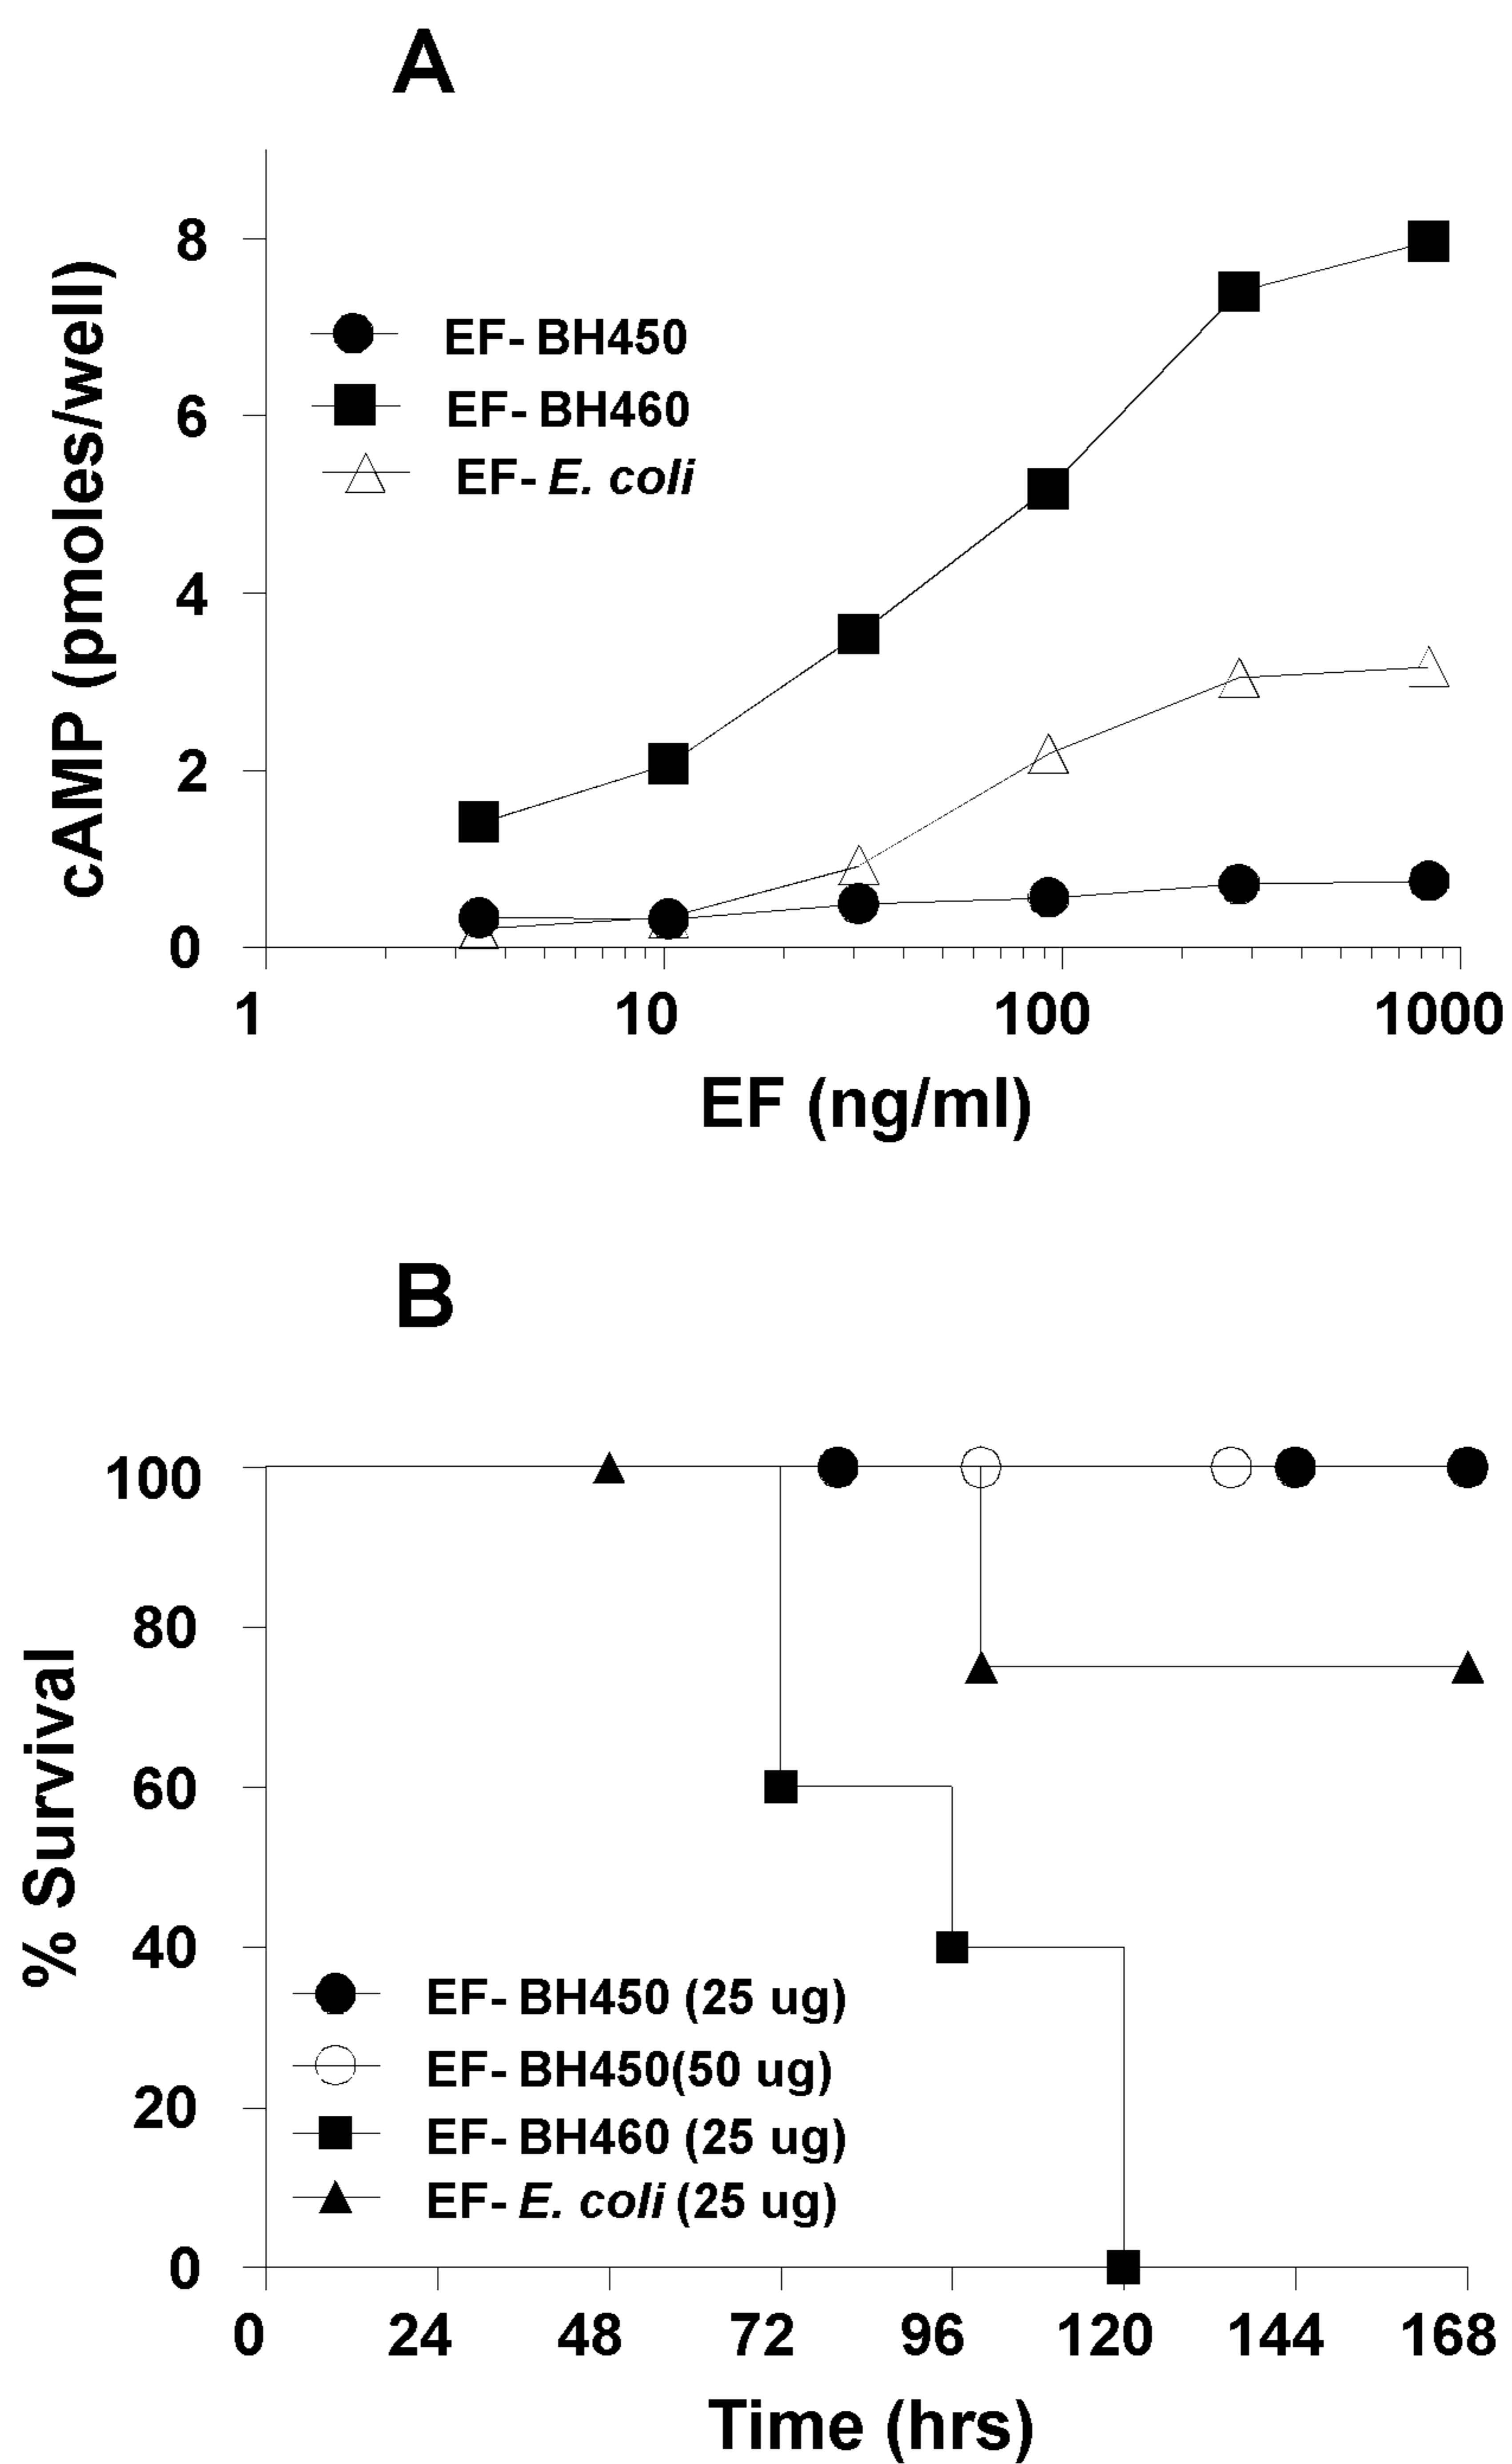 A
cAMP (pmoles/well)
8
6
4
2
0
EF- BH450
EF- BH460
EF- E. coli
1 10 100 1000
EF (ng/ml)
B
% Survival
100
80
60
40
20
0
EF- BH450 (25 ug)
EF- BH450(50 ug)
EF- BH460 (25 ug)
EF- E. coli (25 ug)
0 24 48 72 96 120 144 168
Time (hrs)